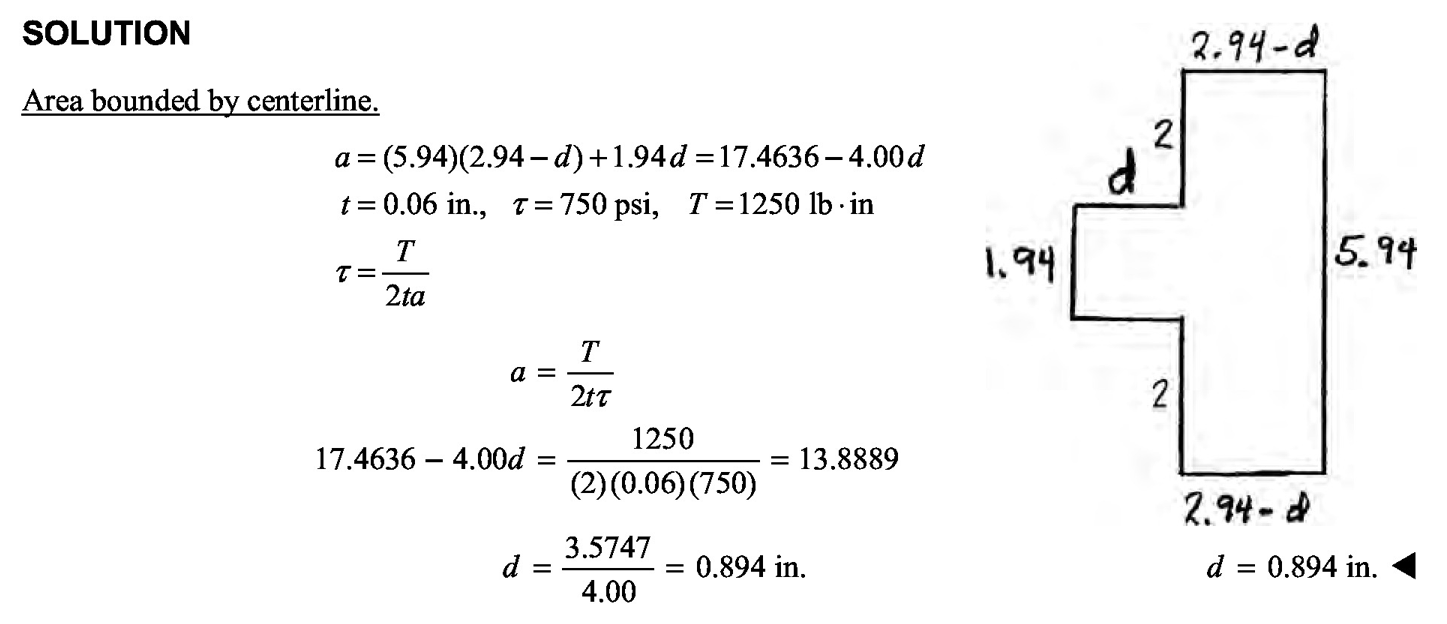 SOLUTION
Area bounded by centerline.
a = (5.94)(2.94 − d) + 1.94d = 17.4636 − 4.00d
t = 0.06 in., τ = 750 psi, T = 1250 lb · in
τ = T / 2ta
a = T / 2tτ
17.4636 − 4.00d = 1250 / (2)(0.06)(750) = 13.8889
d = 3.5747 / 4.00 = 0.894 in.
2.94-d
2
d
1.94
5.94
2
2.94-d
d = 0.894 in. ◀